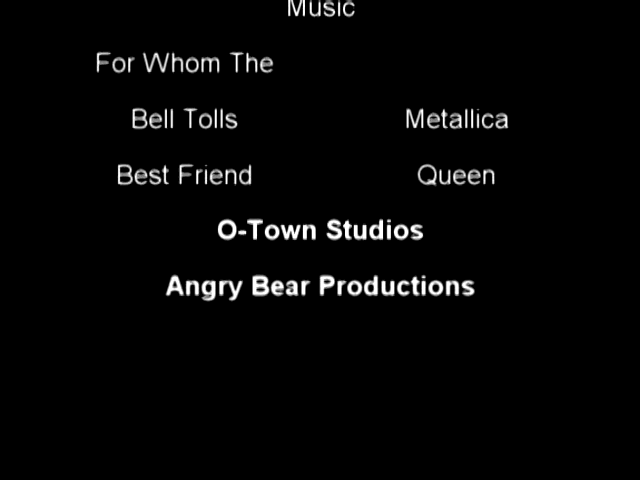 Music
For Whom The
Bell Tolls Metallica
Best Friend Queen
O-Town Studios
Angry Bear Productions